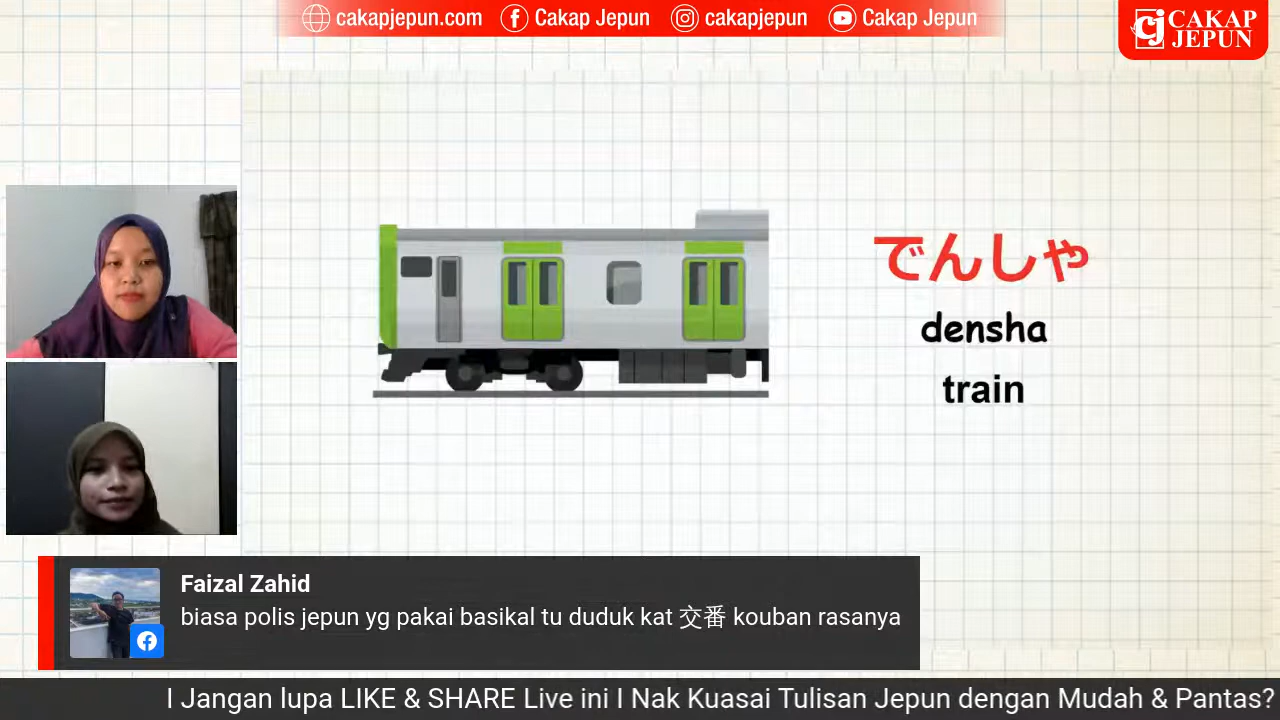 cakapjepun.com Cakap Jepun cakapjepun Cakap Jepun
CAKAP
JEPUN
でんしゃ
densha
train
Faizal Zahid
biasa polis jepun yg pakai basikal tu duduk kat 交番 kouban rasanya
I Jangan lupa LIKE & SHARE Live ini I Nak Kuasai Tulisan Jepun dengan Mudah & Pantas?